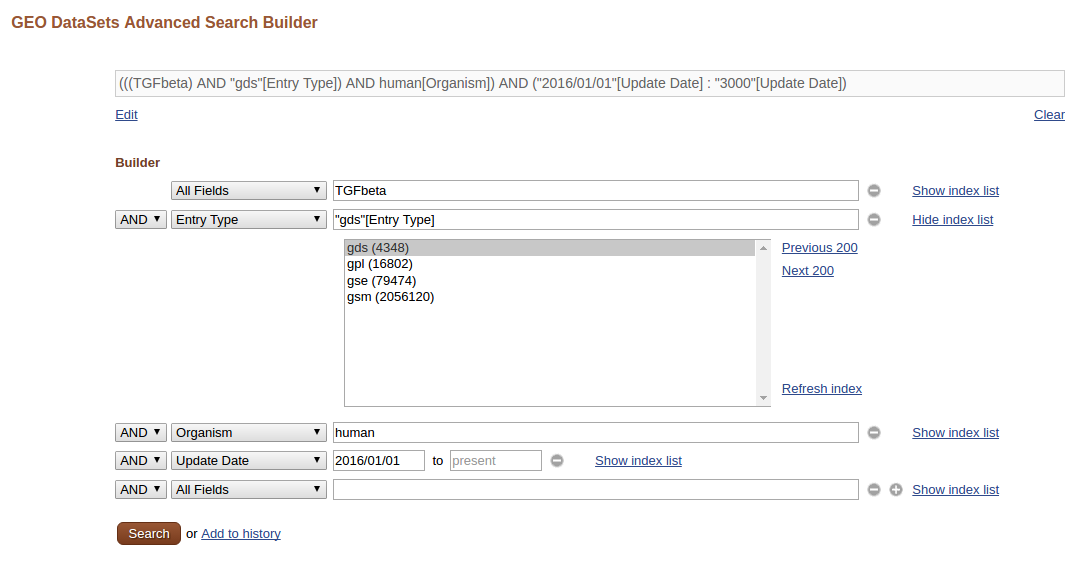 GEO DataSets Advanced Search Builder
(((TGFbeta) AND "gds"[Entry Type]) AND human[Organism]) AND ("2016/01/01"[Update Date] : "3000"[Update Date])
Edit Clear
Builder
All Fields TGFbeta Show index list
AND Entry Type "gds"[Entry Type] Hide index list
gds (4348) Previous 200
gpl (16802)
gse (79474) Next 200
gsm (2056120)
Refresh index
AND Organism human Show index list
AND Update Date 2016/01/01 to present Show index list
AND All Fields Show index list
Search or Add to history